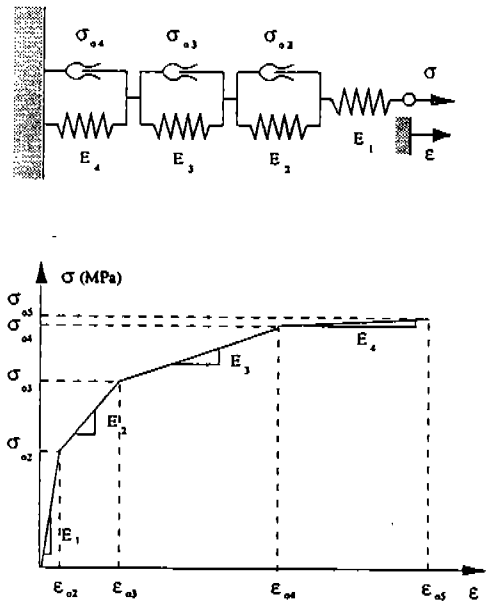 σo4 σo3 σo2
σ
E4 E3 E2 E1 ε
σ (MPa)
σo5
σo4
σo3
σo2
E4
E3
E2
E1
εo2 εo3 εo4 εo5 ε